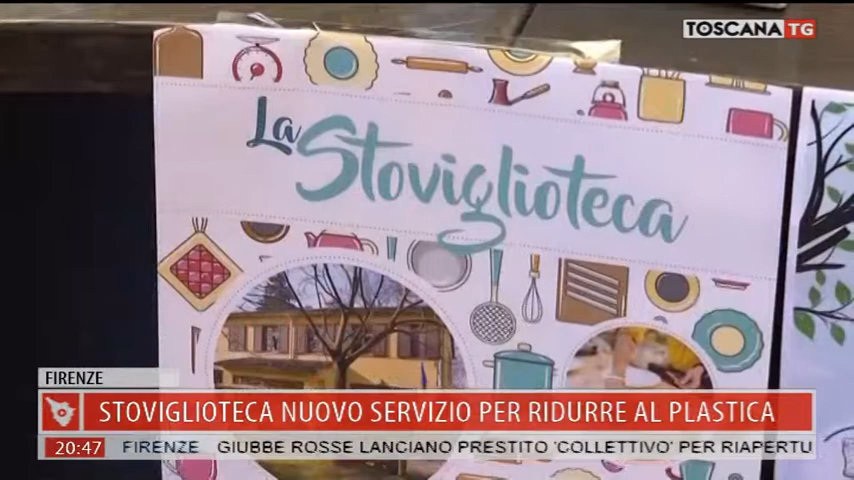 TOSCANA TG
La Stoviglioteca
FIRENZE
STOVIGLIOTECA NUOVO SERVIZIO PER RIDURRE AL PLASTICA
20:47 FIRENZE GIUBBE ROSSE LANCIANO PRESTITO 'COLLETTIVO' PER RIAPERTU